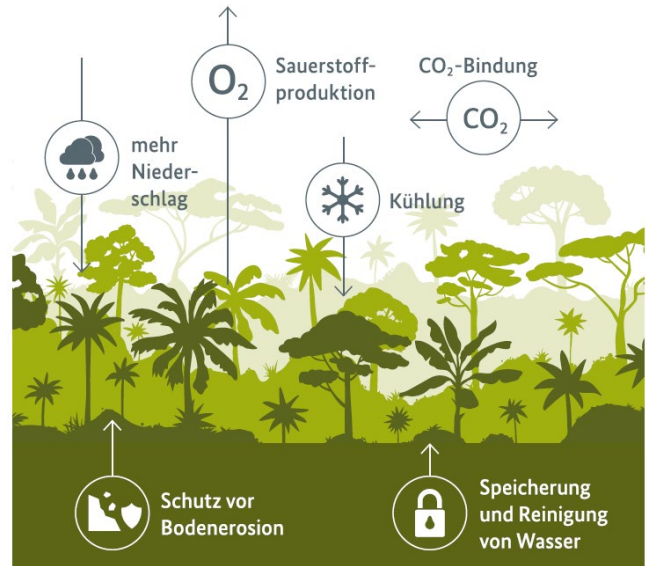 O₂
Sauerstoff-
produktion
CO₂-Bindung
CO₂
mehr
Nieder-
schlag
Kühlung
Schutz vor
Bodenerosion
Speicherung
und Reinigung
von Wasser